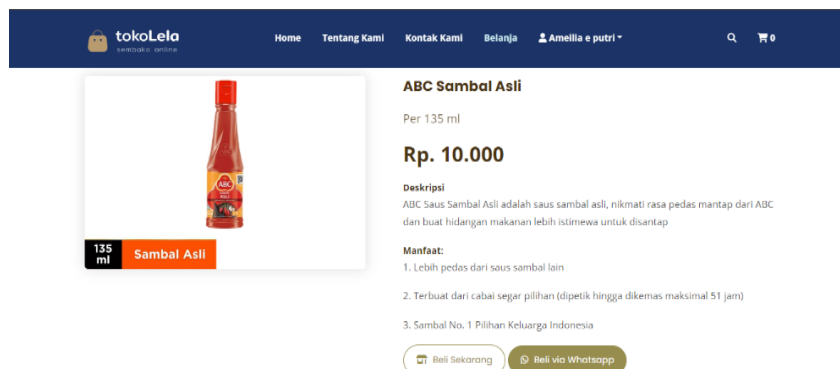 tokoLela
sembako online
Home Tentang Kami Kontak Kami Belanja Ameilia e putri 0
ABC Sambal Asli
Per 135 ml
Rp. 10.000
Deskripsi
ABC Saus Sambal Asli adalah saus sambal asli, nikmati rasa pedas mantap dari ABC
dan buat hidangan makanan lebih istimewa untuk disantap
Manfaat:
1. Lebih pedas dari saus sambal lain
2. Terbuat dari cabai segar pilihan (dipetik hingga dikemas maksimal 51 jam)
3. Sambal No. 1 Pilihan Keluarga Indonesia
Beli Sekarang Beli via Whatsapp
ABC
135
ml
Sambal Asli